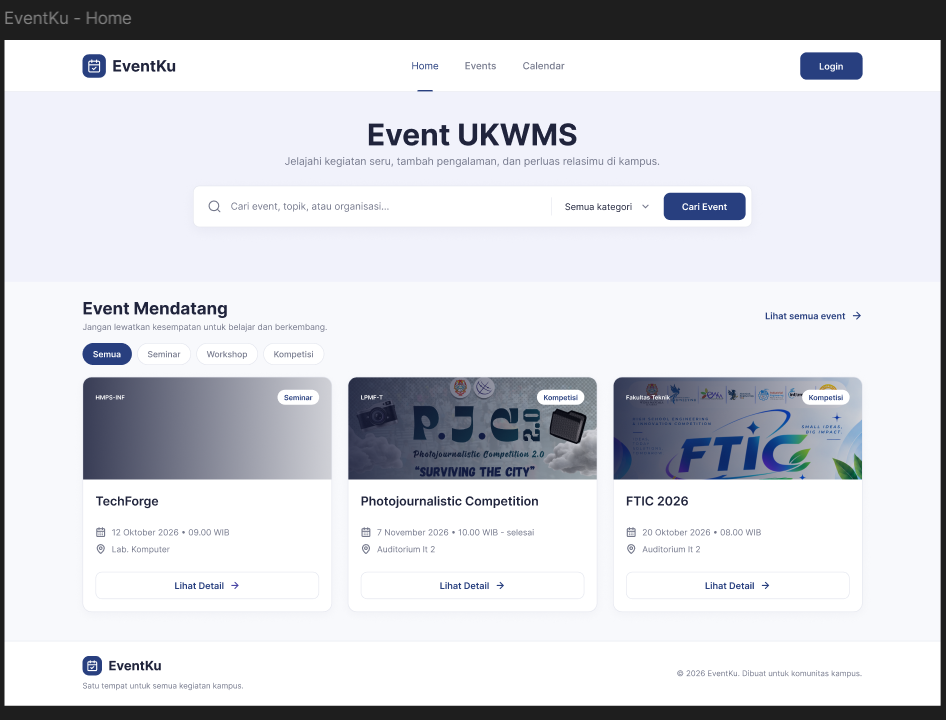 EventKu - Home
EventKu
Home
Events
Calendar
Login
Event UKWMS
Jelajahi kegiatan seru, tambah pengalaman, dan perluas relasimu di kampus.
Cari event, topik, atau organisasi...
Semua kategori
Cari Event
Event Mendatang
Jangan lewatkan kesempatan untuk belajar dan berkembang.
Lihat semua event
Semua
Seminar
Workshop
Kompetisi
HMPS-INF
Seminar
TechForge
12 Oktober 2026 • 09.00 WIB
Lab. Komputer
Lihat Detail
LPMF-T
Kompetisi
P.J.C 2.0
Photojournalistic Competition 2.0
"SURVIVING THE CITY"
Photojournalistic Competition
7 November 2026 • 10.00 WIB - selesai
Auditorium lt 2
Lihat Detail
Fakultas Teknik
Kompetisi
HIGH SCHOOL ENGINEERING
& INNOVATION COMPETITION
SMALL IDEAS,
BIG IMPACT.
FTIC
FTIC 2026
20 Oktober 2026 • 08.00 WIB
Auditorium lt 2
Lihat Detail
EventKu
Satu tempat untuk semua kegiatan kampus.
© 2026 EventKu. Dibuat untuk komunitas kampus.